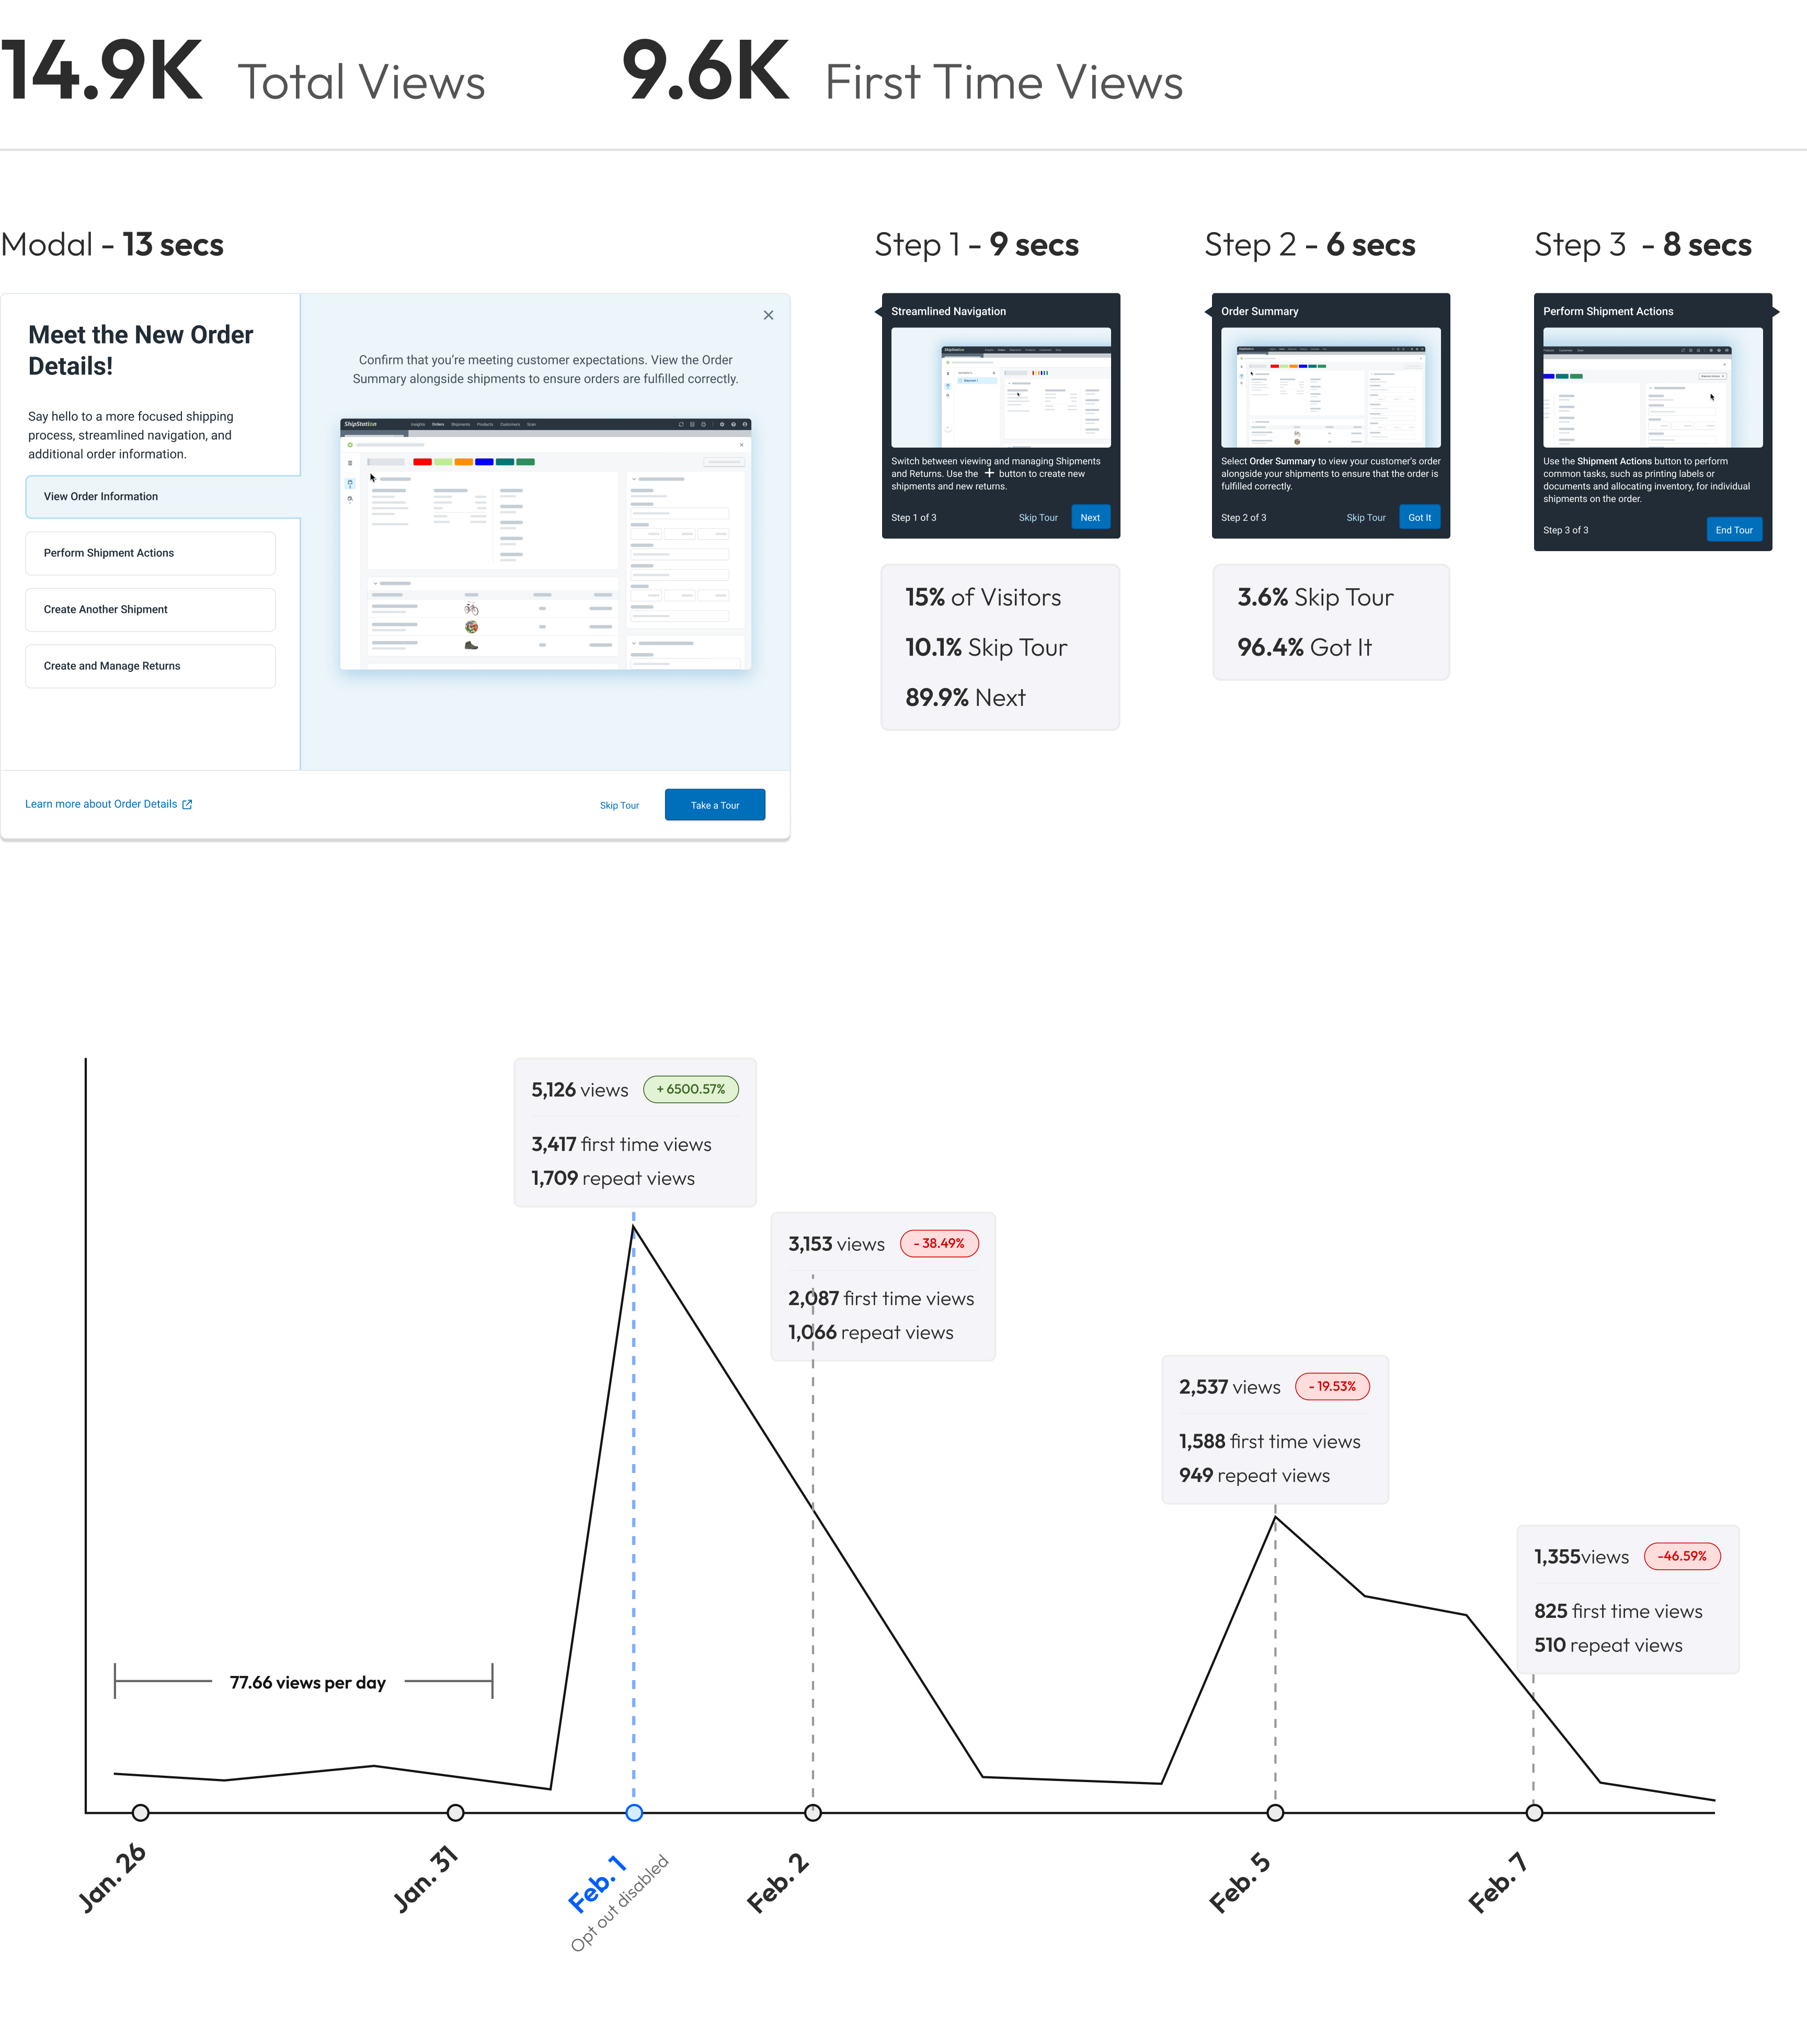 14.9K Total Views
9.6K First Time Views
Modal - 13 secs
Meet the New Order
Details!
Say hello to a more focused shipping
process, streamlined navigation, and
additional order information.
View Order Information
Perform Shipment Actions
Create Another Shipment
Create and Manage Returns
Confirm that you're meeting customer expectations. View the Order
Summary alongside shipments to ensure orders are fulfilled correctly.
ShipStation
Insights Orders Shipments Products Customers Scan
Learn more about Order Details
Skip Tour
Take a Tour
Step 1 - 9 secs
Streamlined Navigation
Switch between viewing and managing Shipments
and Returns. Use the + button to create new
shipments and new returns.
Step 1 of 3
Skip Tour
Next
15% of Visitors
10.1% Skip Tour
89.9% Next
Step 2 - 6 secs
Order Summary
Select Order Summary to view your customer's order
alongside your shipments to ensure that the order is
fulfilled correctly.
Step 2 of 3
Skip Tour
Got It
3.6% Skip Tour
96.4% Got It
Step 3 - 8 secs
Perform Shipment Actions
Use the Shipment Actions button to perform
common tasks, such as printing labels or
documents and allocating inventory, for individual
shipments on the order.
Step 3 of 3
End Tour
5,126 views + 6500.57%
3,417 first time views
1,709 repeat views
3,153 views - 38.49%
2,087 first time views
1,066 repeat views
2,537 views - 19.53%
1,588 first time views
949 repeat views
1,355views -46.59%
825 first time views
510 repeat views
77.66 views per day
Jan. 26
Jan. 31
Feb. 1
Opt out disabled
Feb. 2
Feb. 5
Feb. 7